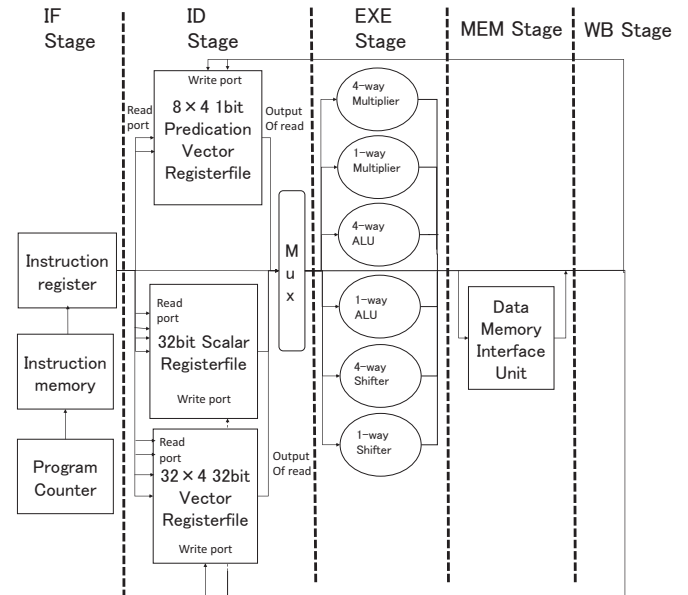 IF
Stage
ID
Stage
EXE
Stage
MEM Stage
WB Stage
Write port
Read
port
8×4 1bit
Predication
Vector
Registerfile
Output
Of read
4-way
Multiplier
1-way
Multiplier
4-way
ALU
1-way
ALU
4-way
Shifter
1-way
Shifter
M
u
x
Instruction
register
Instruction
memory
Program
Counter
Read
port
32bit Scalar
Registerfile
Write port
Read
port
32×4 32bit
Vector
Registerfile
Write port
Output
Of read
Data
Memory
Interface
Unit